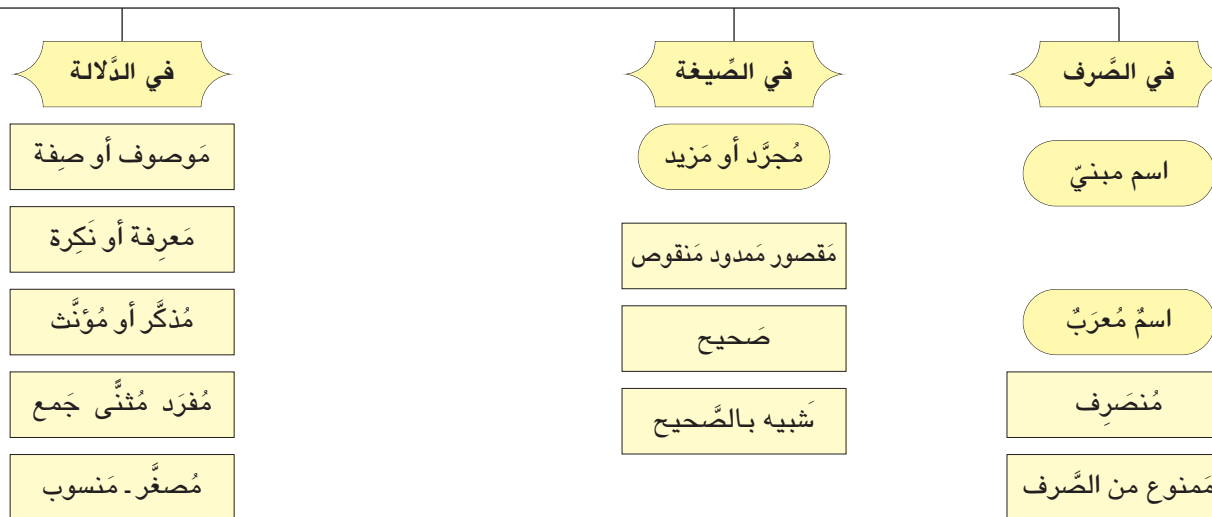 في الصَّرف
اسم مبنيّ
اسمٌ مُعرَبٌ
مُنصَرِف
مَمنوع من الصَّرف
في الصِّيغة
مُجرَّد أو مَزيد
مَقصور مَمدود مَنقوص
صَحيح
شَبيه بالصَّحيح
في الدَّلالة
مَوصوف أو صِفة
مَعرِفة أو نَكِرة
مُذكَّر أو مُؤنَّث
مُفرَد مُثنًّى جَمع
مُصغَّر ـ مَنسوب